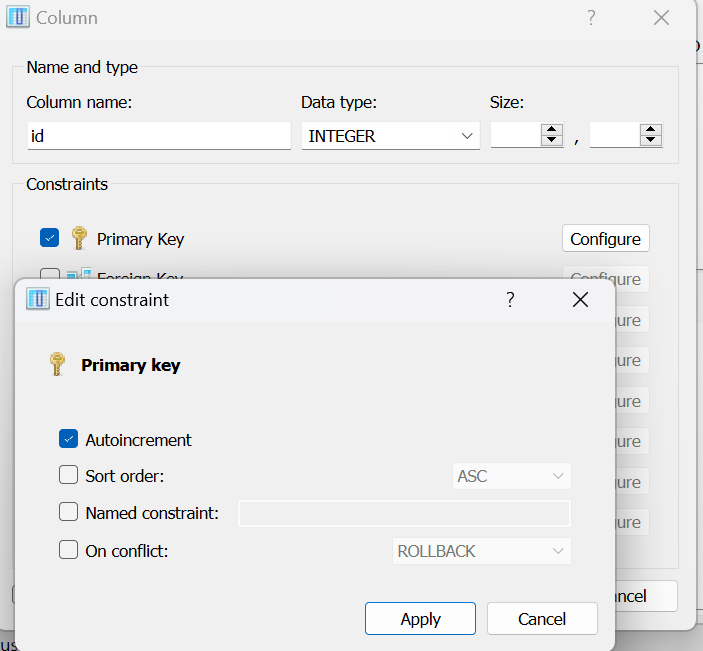 Column
?
Name and type
Column name:
Data type:
Size:
id
INTEGER
,
Constraints
Primary Key
Configure
Foreign Key
Configure
Edit constraint
?
Primary key
Autoincrement
Sort order:
ASC
Named constraint:
On conflict:
ROLLBACK
Apply
Cancel